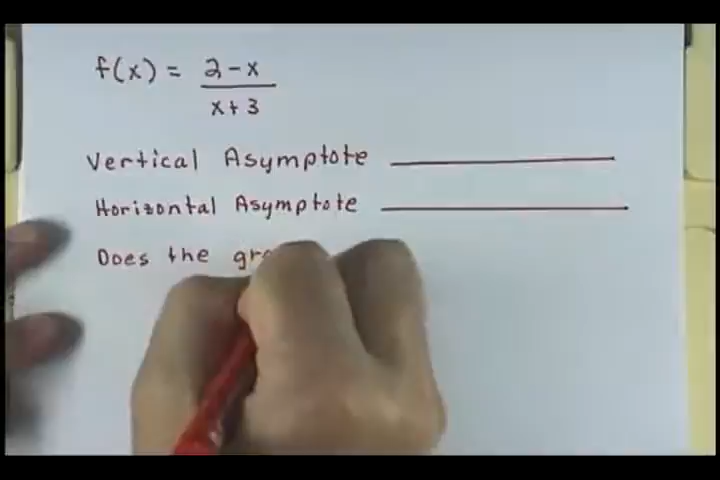 f(x) = 2-x / x+3
Vertical Asymptote
Horizontal Asymptote
Does the